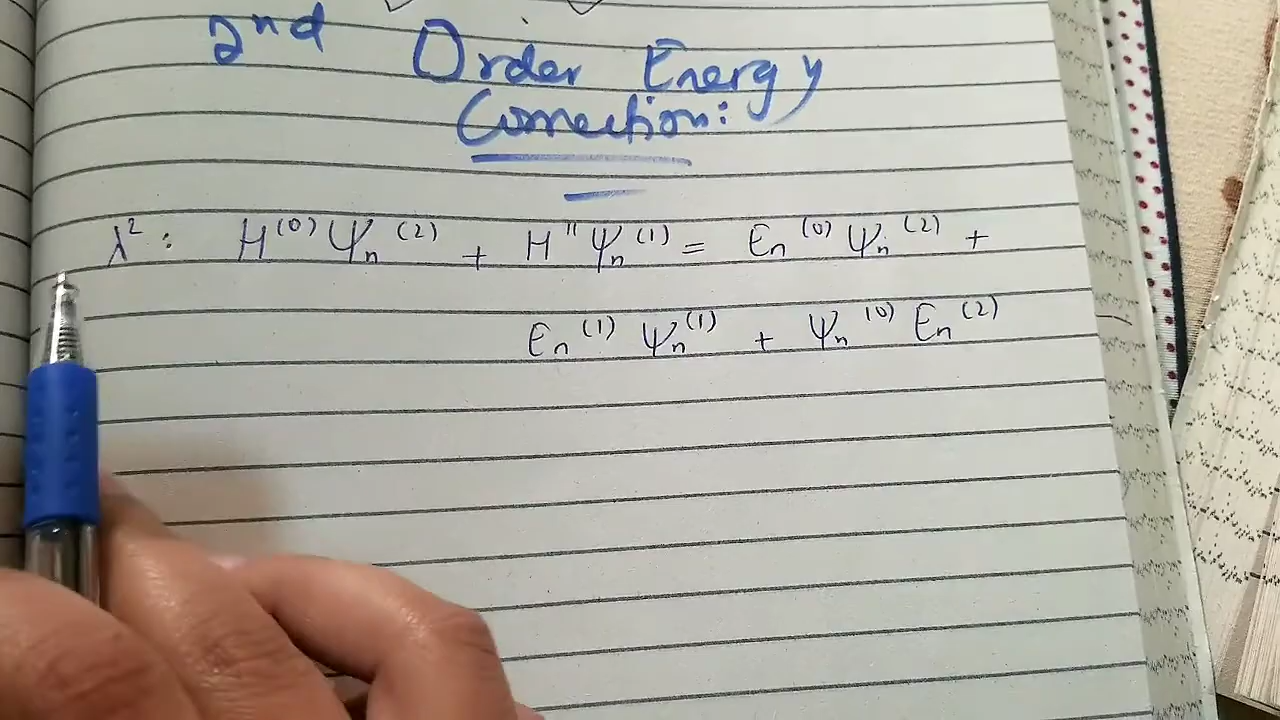 2nd Order Energy
Correction:
λ² : H⁽⁰⁾ Ψₙ⁽²⁾ + H" Ψₙ⁽¹⁾ = Eₙ⁽⁰⁾ Ψₙ⁽²⁾ +
Eₙ⁽¹⁾ Ψₙ⁽¹⁾ + Ψₙ⁽⁰⁾ Eₙ⁽²⁾